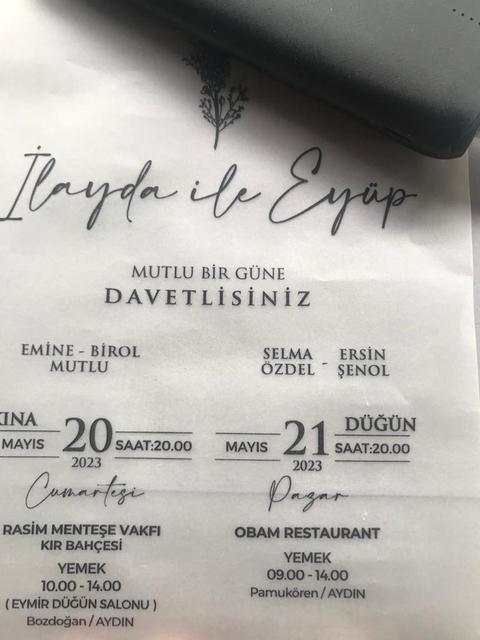 İlayda ile Eyüp
MUTLU BİR GÜNE
DAVETLİSİNİZ
EMİNE - BİROL
MUTLU
SELMA - ERSİN
ÖZDEL ŞENOL
MAYIS 20 SAAT:20.00
2023
Cumartesi
RASİM MENTEŞE VAKFI
KIR BAHÇESİ
YEMEK
10.00 - 14.00
( EYMİR DÜĞÜN SALONU )
Bozdoğan / AYDIN
DÜĞÜN
MAYIS 21 SAAT:20.00
2023
Pazar
OBAM RESTAURANT
YEMEK
09.00 - 14.00
Pamukören / AYDIN